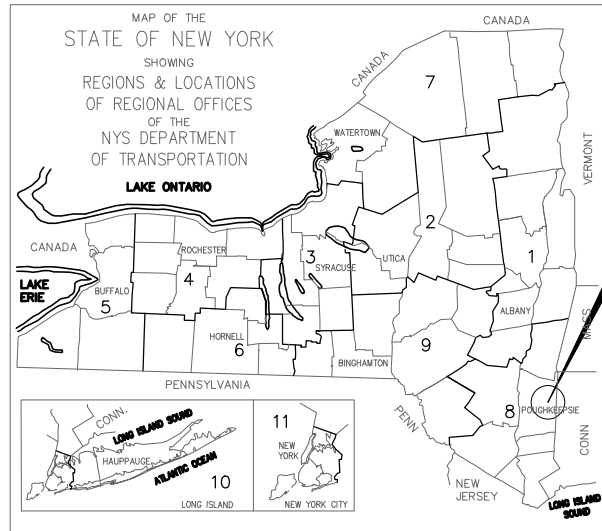 MAP OF THE
STATE OF NEW YORK
SHOWING
REGIONS & LOCATIONS
OF REGIONAL OFFICES
OF THE
NYS DEPARTMENT
OF TRANSPORTATION
CANADA
CANADA
7
WATERTOWN
VERMONT
LAKE ONTARIO
CANADA
ROCHESTER
2
3
SYRACUSE
UTICA
1
LAKE
ERIE
BUFFALO
5
4
ALBANY
MASS
HORNELL
6
9
BINGHAMTON
PENNSYLVANIA
PENN
8
POUGHKEEPSIE
CONN
NEW
JERSEY
LONG ISLAND
SOUND
CONN.
LONG ISLAND SOUND
HAUPPAUGE
ATLANTIC OCEAN
10
LONG ISLAND
11
NEW
YORK
NEW YORK CITY